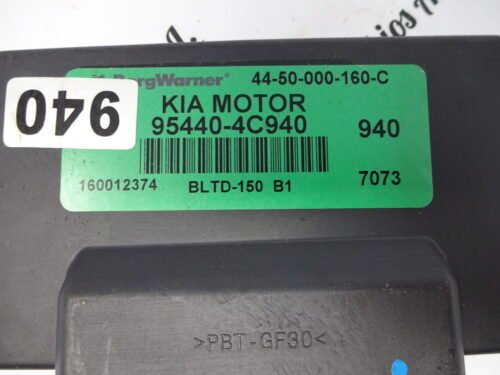 BorgWarner® 44-50-000-160-C
KIA MOTOR
95440-4C940 940
940
160012374 BLTD-150 B1 7073
>PBT-GF30<